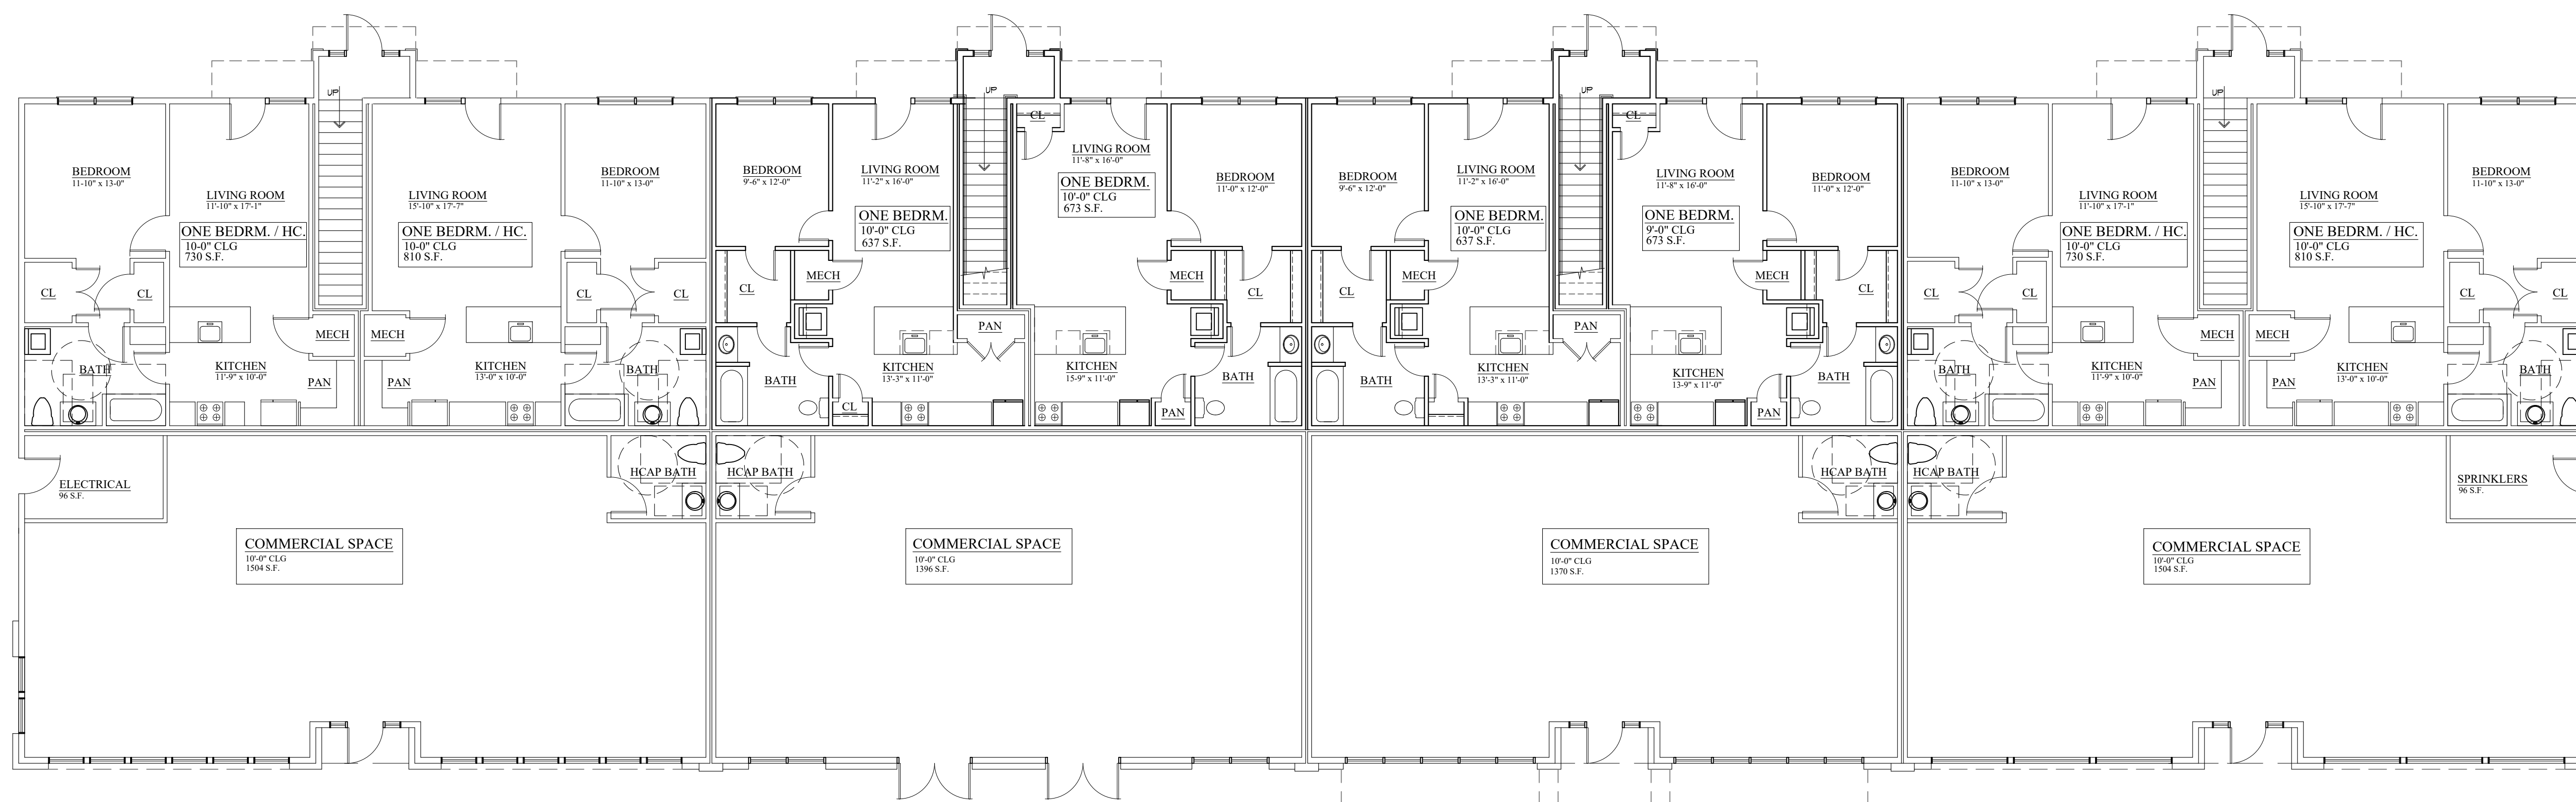 UP
BEDROOM
11-10" x 13-0"
LIVING ROOM
11'-10" x 17'-1"
ONE BEDRM. / HC.
10-0" CLG
730 S.F.
CL
CL
MECH
BATH
KITCHEN
11'-9" x 10'-0"
PAN
LIVING ROOM
15'-10" x 17'-7"
ONE BEDRM. / HC.
10-0" CLG
810 S.F.
BEDROOM
11-10" x 13-0"
CL
CL
MECH
KITCHEN
13'-0" x 10'-0"
PAN
BATH
UP
BEDROOM
9'-6" x 12'-0"
LIVING ROOM
11'-2" x 16'-0"
ONE BEDRM.
10'-0" CLG
637 S.F.
MECH
CL
BATH
CL
KITCHEN
13'-3" x 11'-0"
PAN
CL
LIVING ROOM
11'-8" x 16'-0"
ONE BEDRM.
10'-0" CLG
673 S.F.
BEDROOM
11'-0" x 12'-0"
MECH
CL
KITCHEN
15-9" x 11'-0"
PAN
BATH
UP
BEDROOM
9'-6" x 12'-0"
LIVING ROOM
11'-2" x 16'-0"
ONE BEDRM.
10'-0" CLG
637 S.F.
MECH
CL
BATH
KITCHEN
13'-3" x 11'-0"
PAN
CL
LIVING ROOM
11'-8" x 16'-0"
ONE BEDRM.
9'-0" CLG
673 S.F.
BEDROOM
11'-0" x 12'-0"
MECH
CL
KITCHEN
13-9" x 11'-0"
PAN
BATH
UP
BEDROOM
11-10" x 13-0"
LIVING ROOM
11'-10" x 17'-1"
ONE BEDRM. / HC.
10'-0" CLG
730 S.F.
CL
CL
MECH
BATH
KITCHEN
11'-9" x 10'-0"
PAN
LIVING ROOM
15'-10" x 17'-7"
ONE BEDRM. / HC.
10'-0" CLG
810 S.F.
BEDROOM
11-10" x 13-0"
CL
CL
MECH
KITCHEN
13'-0" x 10'-0"
PAN
BATH
ELECTRICAL
96 S.F.
HCAP BATH
COMMERCIAL SPACE
10'-0" CLG
1504 S.F.
HCAP BATH
COMMERCIAL SPACE
10'-0" CLG
1396 S.F.
HCAP BATH
COMMERCIAL SPACE
10'-0" CLG
1370 S.F.
HCAP BATH
SPRINKLERS
96 S.F.
COMMERCIAL SPACE
10'-0" CLG
1504 S.F.